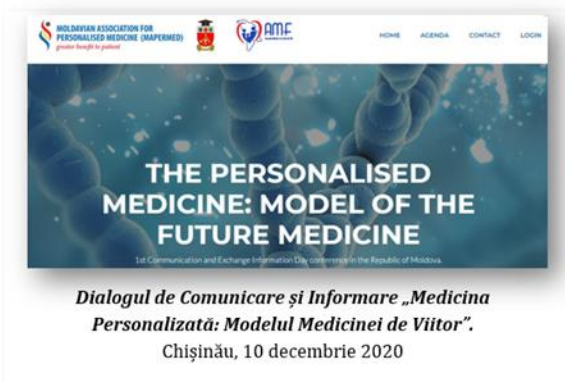 MOLDAVIAN ASSOCIATION FOR
PERSONALISED MEDICINE (MAPERMED)
greater benefit to patient
AMF
HOME AGENDA CONTACT LOGIN
THE PERSONALISED
MEDICINE: MODEL OF THE
FUTURE MEDICINE
1st Communication and Exchange Information Day conference in the Republic of Moldova.
Dialogul de Comunicare și Informare „Medicina
Personalizată: Modelul Medicinei de Viitor”.
Chișinău, 10 decembrie 2020